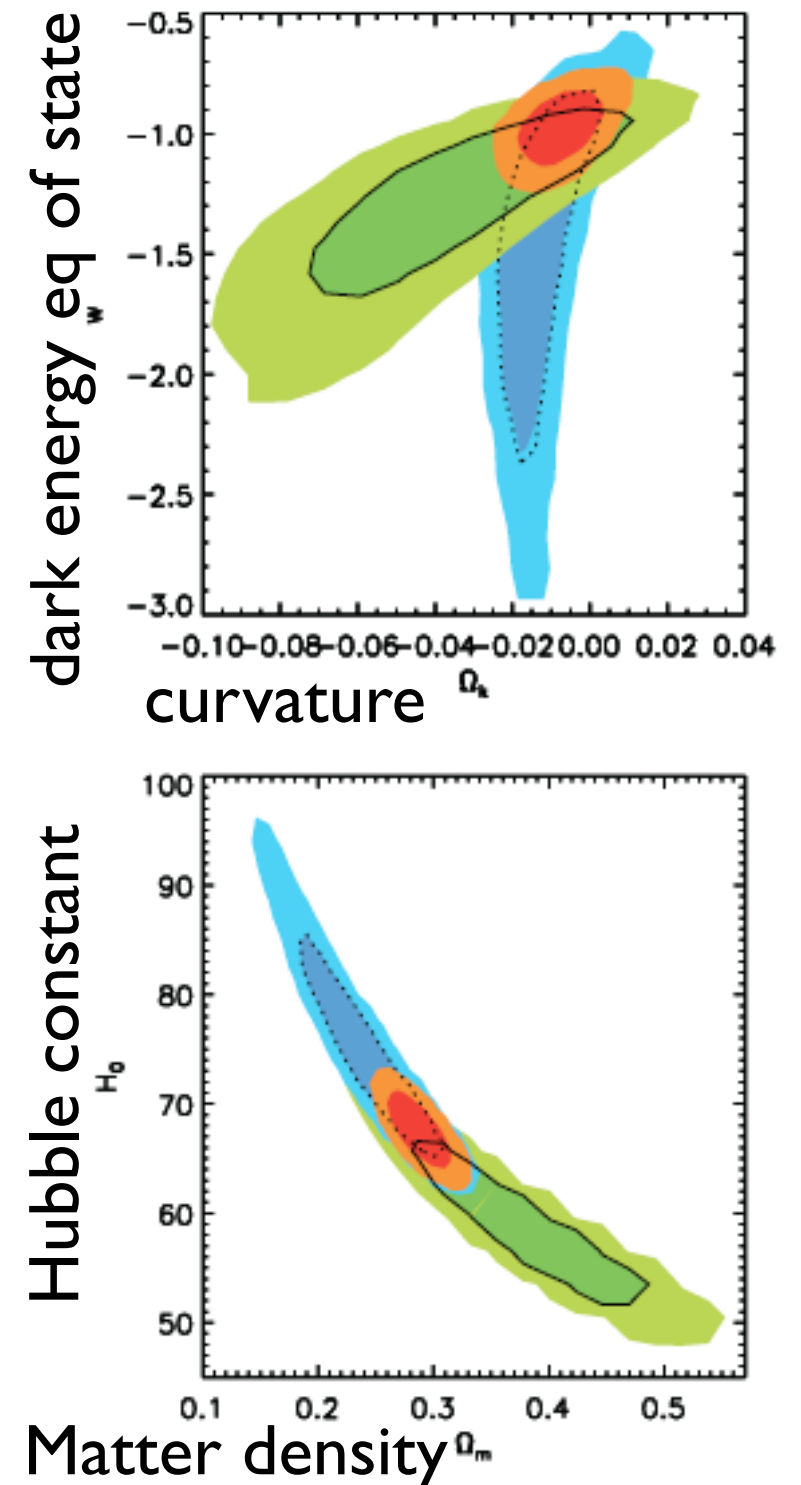 dark energy eq of state
w
−0.5
−1.0
−1.5
−2.0
−2.5
−3.0
−0.10−0.08−0.06−0.04−0.02 0.00 0.02 0.04
Ωk
curvature
Hubble constant
H0
100
90
80
70
60
50
0.1 0.2 0.3 0.4 0.5
Matter density Ωm